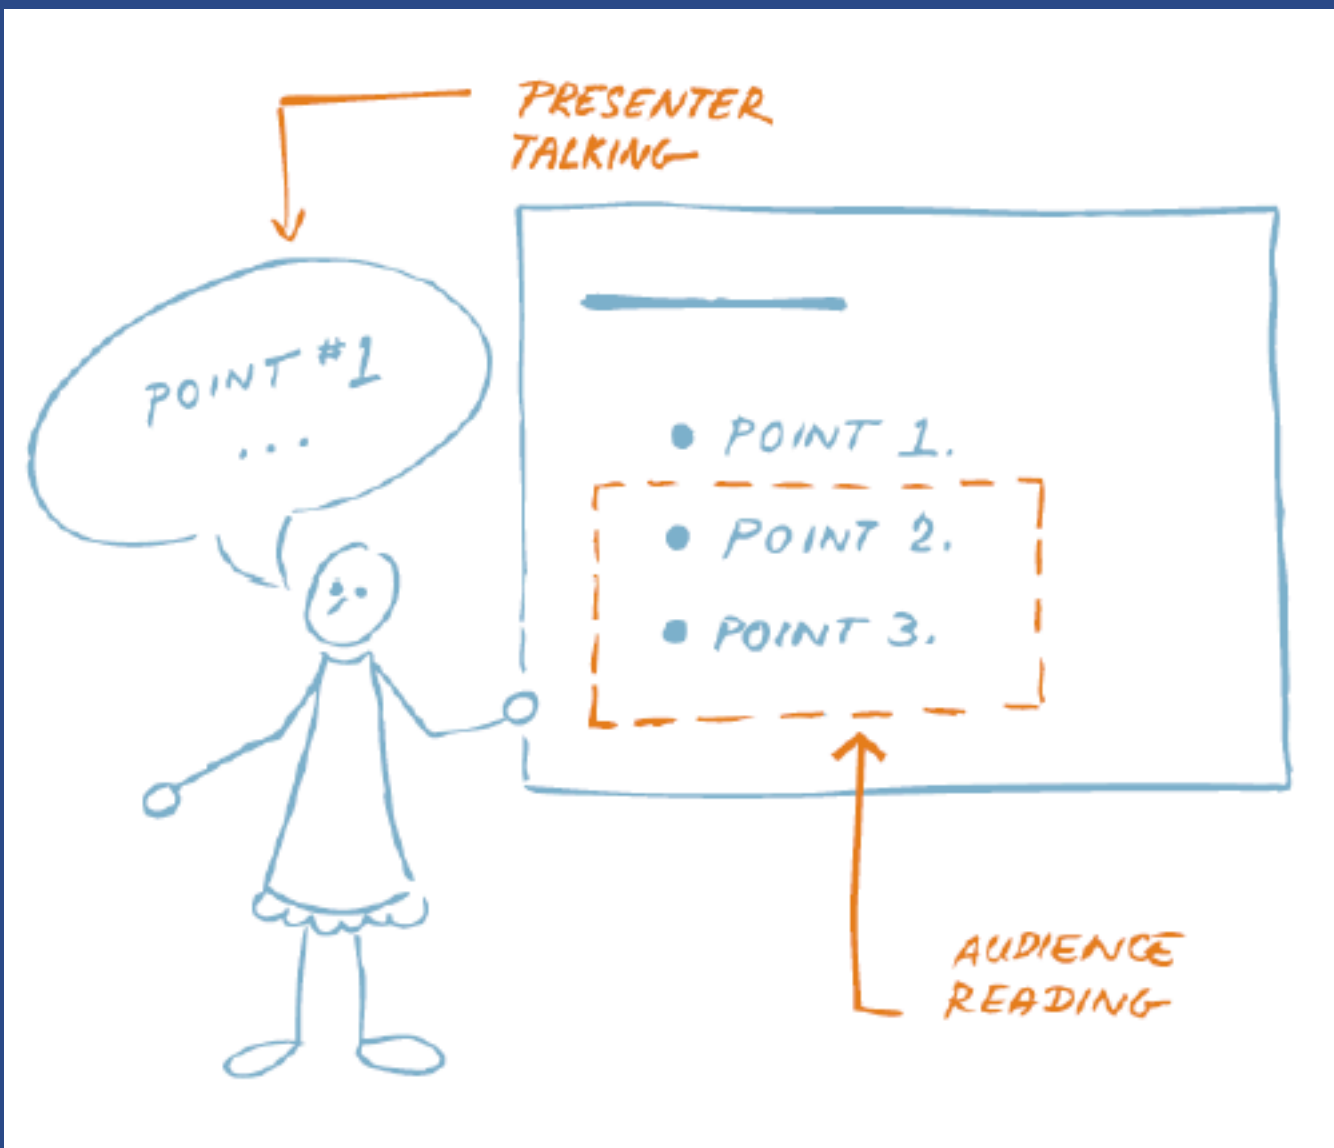 PRESENTER
TALKING
POINT #1
...
• POINT 1.
• POINT 2.
• POINT 3.
AUDIENCE
READING